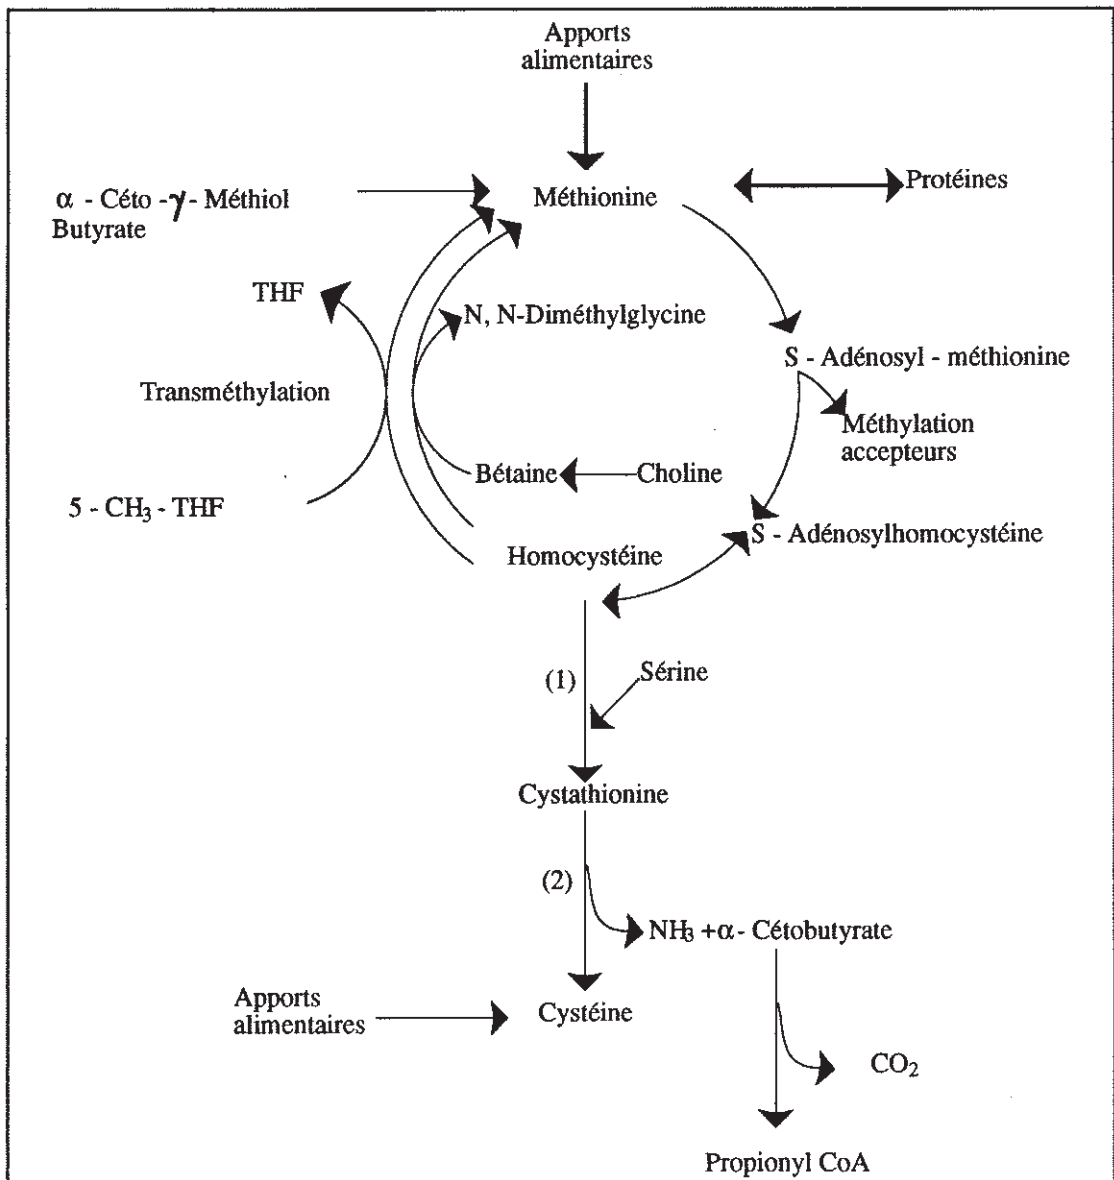 Apports
alimentaires
α - Céto -γ- Méthiol
Butyrate
Méthionine
Protéines
THF
N, N-Diméthylglycine
S - Adénosyl - méthionine
Transméthylation
Méthylation
accepteurs
Bétaine
Choline
5 - CH₃ - THF
S - Adénosylhomocystéine
Homocystéine
(1)
Sérine
Cystathionine
(2)
NH₃ +α- Cétobutyrate
Apports
alimentaires
Cystéine
CO₂
Propionyl CoA